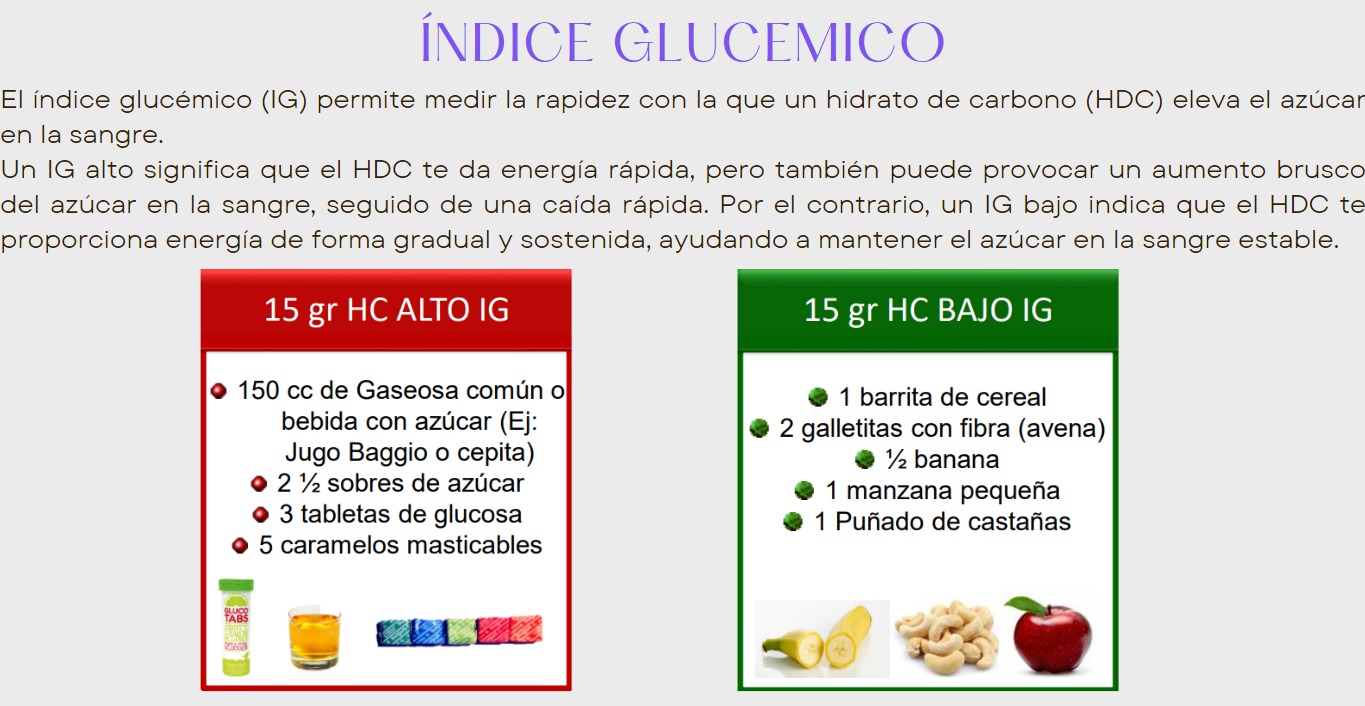 ÍNDICE GLUCEMICO
El índice glucémico (IG) permite medir la rapidez con la que un hidrato de carbono (HDC) eleva el azúcar
en la sangre.
Un IG alto significa que el HDC te da energía rápida, pero también puede provocar un aumento brusco
del azúcar en la sangre, seguido de una caída rápida. Por el contrario, un IG bajo indica que el HDC te
proporciona energía de forma gradual y sostenida, ayudando a mantener el azúcar en la sangre estable.
15 gr HC ALTO IG
150 cc de Gaseosa común o
bebida con azúcar (Ej:
Jugo Baggio o cepita)
2 ½ sobres de azúcar
3 tabletas de glucosa
5 caramelos masticables
GLUCO
TABS
15 gr HC BAJO IG
1 barrita de cereal
2 galletitas con fibra (avena)
½ banana
1 manzana pequeña
1 Puñado de castañas